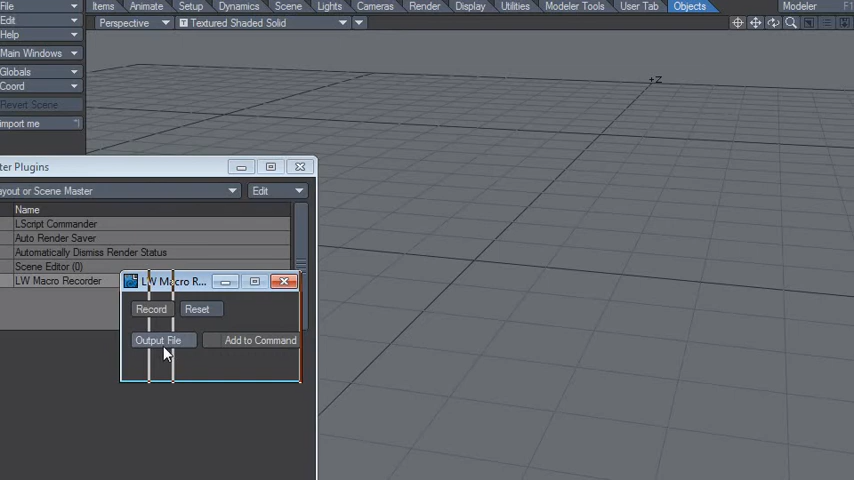 File Items Animate Setup Dynamics Scene Lights Cameras Render Display Utilities Modeler Tools User Tab Objects Modeler F1
Edit Perspective Textured Shaded Solid
Help
Main Windows
Globals
Coord
+Z
Revert Scene
import me
ter Plugins
ayout or Scene Master Edit
Name
LScript Commander
Auto Render Saver
Automatically Dismiss Render Status
Scene Editor (0)
LW Macro Recorder
LW Macro R...
Record Reset
Output File Add to Command